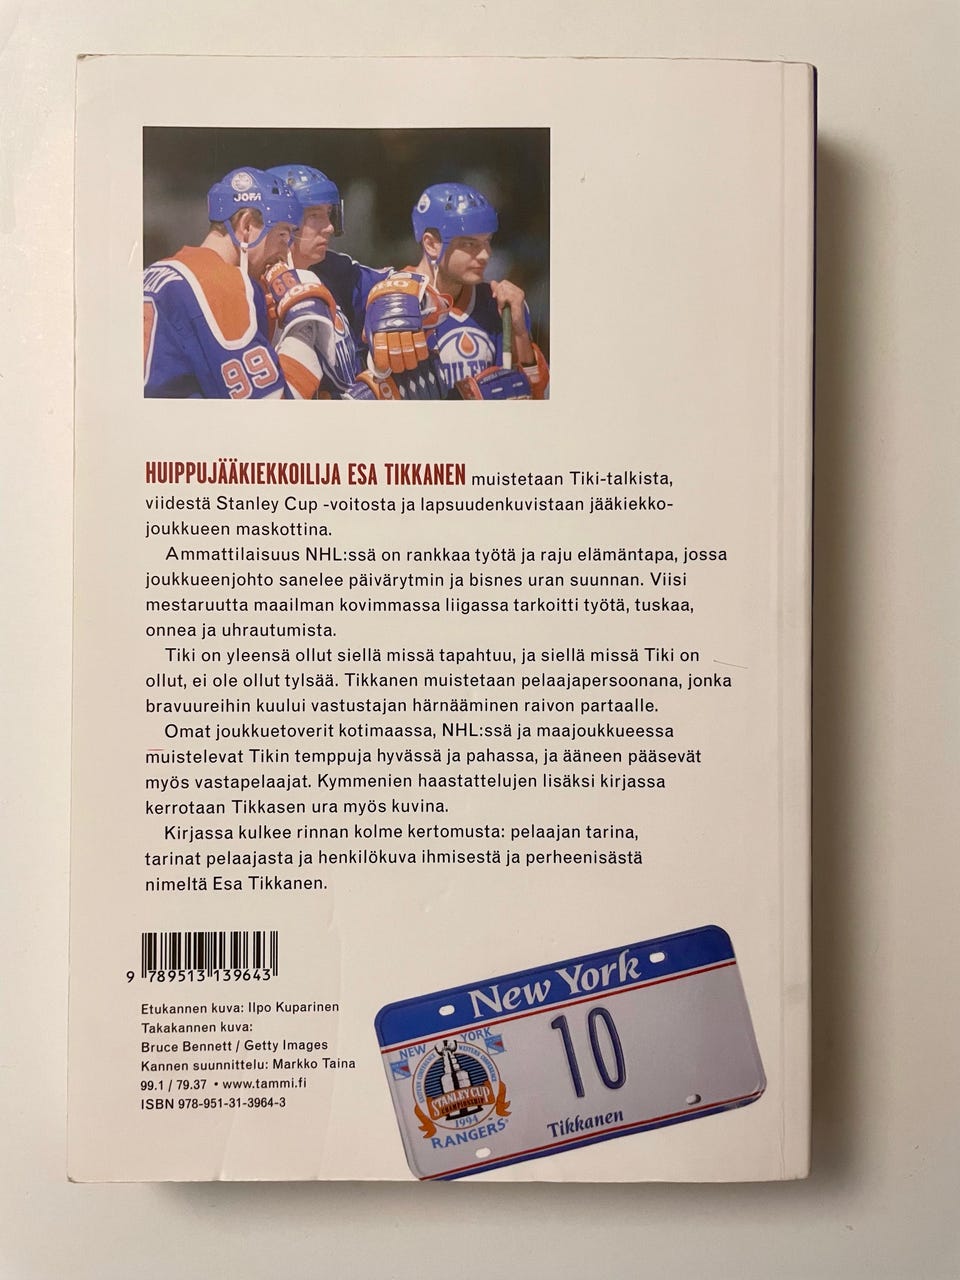 JOFA
99
66
OILERS
HUIPPUJÄÄKIEKKOILIJA ESA TIKKANEN muistetaan Tiki-talkista,
viidestä Stanley Cup -voitosta ja lapsuudenkuvistaan jääkiekko-
joukkueen maskottina.
Ammattilaisuus NHL:ssä on rankkaa työtä ja raju elämäntapa, jossa
joukkueenjohto sanelee päivärytmin ja bisnes uran suunnan. Viisi
mestaruutta maailman kovimmassa liigassa tarkoitti työtä, tuskaa,
onnea ja uhrautumista.
Tiki on yleensä ollut siellä missä tapahtuu, ja siellä missä Tiki on
ollut, ei ole ollut tylsää. Tikkanen muistetaan pelaajapersoonana, jonka
bravuureihin kuului vastustajan härnääminen raivon partaalle.
Omat joukkuetoverit kotimaassa, NHL:ssä ja maajoukkueessa
muistelevat Tikin temppuja hyvässä ja pahassa, ja ääneen pääsevät
myös vastapelaajat. Kymmenien haastattelujen lisäksi kirjassa
kerrotaan Tikkasen ura myös kuvina.
Kirjassa kulkee rinnan kolme kertomusta: pelaajan tarina,
tarinat pelaajasta ja henkilökuva ihmisestä ja perheenisästä
nimeltä Esa Tikkanen.
9 789513 139643
Etukannen kuva: Ilpo Kuparinen
Takakannen kuva:
Bruce Bennett / Getty Images
Kannen suunnittelu: Markko Taina
99.1 / 79.37 • www.tammi.fi
ISBN 978-951-31-3964-3
New York
10
Tikkanen
NEW YORK
STANLEY CUP
CHAMPIONSHIP
1994
RANGERS